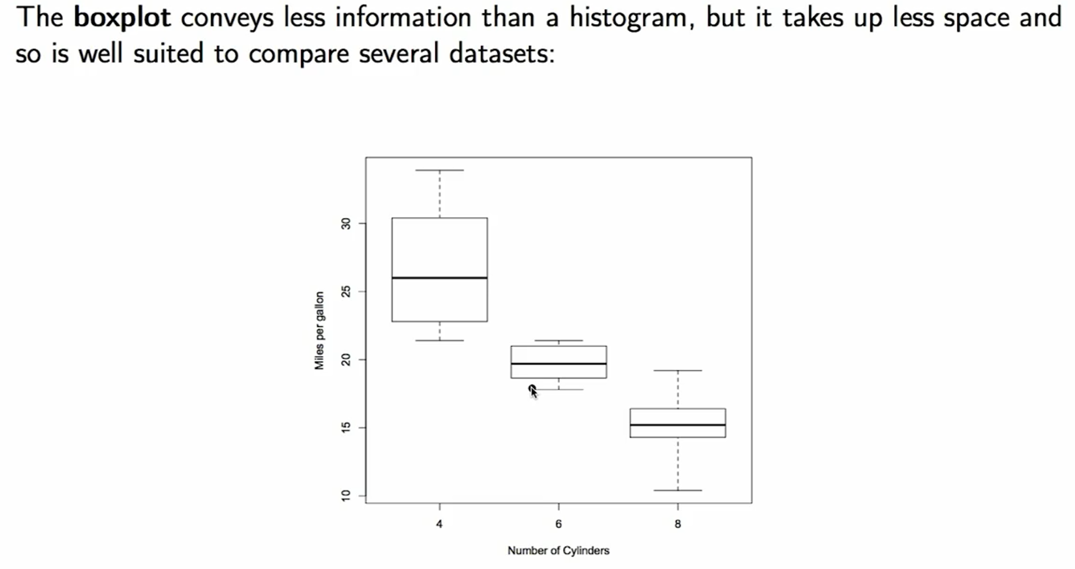 The boxplot conveys less information than a histogram, but it takes up less space and
so is well suited to compare several datasets:
30
25
20
15
10
Miles per gallon
4 6 8
Number of Cylinders